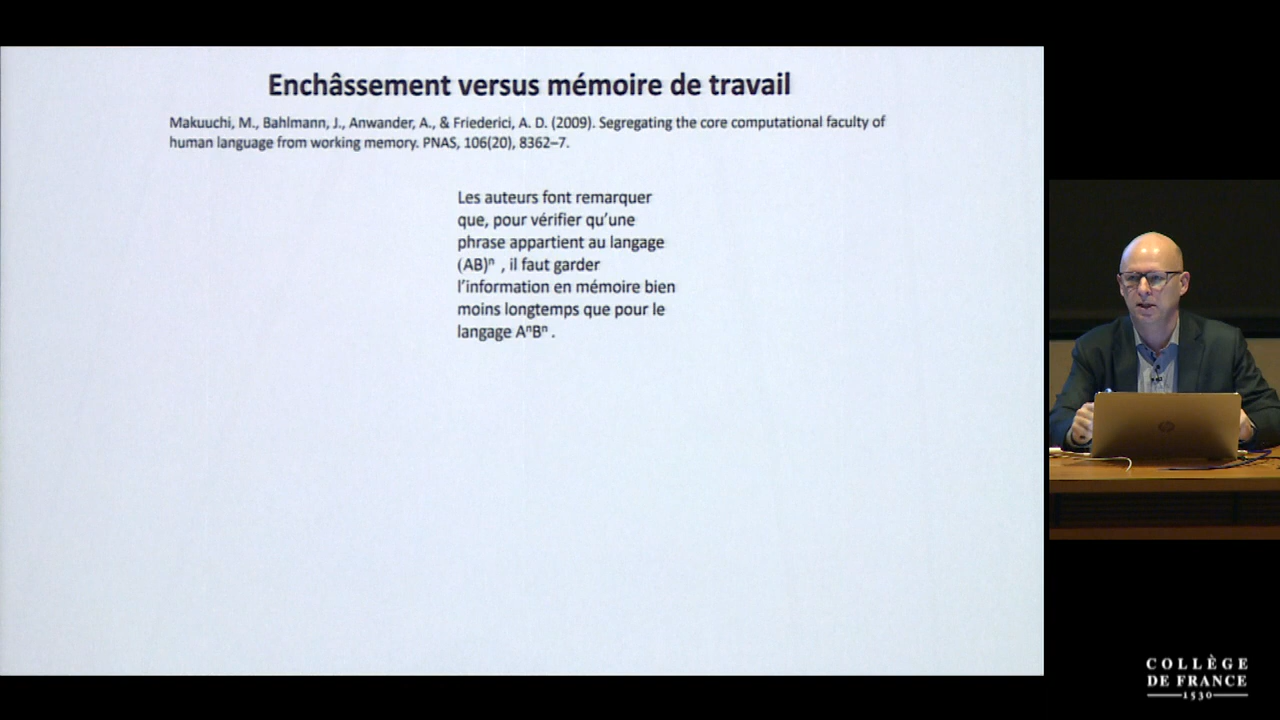 Enchâssement versus mémoire de travail
Makuuchi, M., Bahlmann, J., Anwander, A., & Friederici, A. D. (2009). Segregating the core computational faculty of
human language from working memory. PNAS, 106(20), 8362–7.
Les auteurs font remarquer
que, pour vérifier qu’une
phrase appartient au langage
(AB)ⁿ , il faut garder
l’information en mémoire bien
moins longtemps que pour le
langage AⁿBⁿ .
hp
COLLÈGE
DE FRANCE
1530